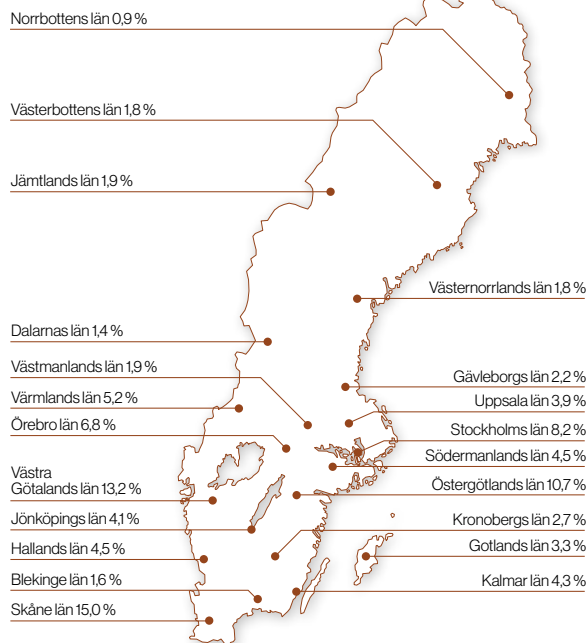 Norrbottens län 0,9 %
Västerbottens län 1,8 %
Jämtlands län 1,9 %
Västernorrlands län 1,8 %
Dalarnas län 1,4 %
Västmanlands län 1,9 %
Värmlands län 5,2 %
Örebro län 6,8 %
Västra
Götalands län 13,2 %
Jönköpings län 4,1 %
Hallands län 4,5 %
Blekinge län 1,6 %
Skåne län 15,0 %
Gävleborgs län 2,2 %
Uppsala län 3,9 %
Stockholms län 8,2 %
Södermanlands län 4,5 %
Östergötlands län 10,7 %
Kronobergs län 2,7 %
Gotlands län 3,3 %
Kalmar län 4,3 %